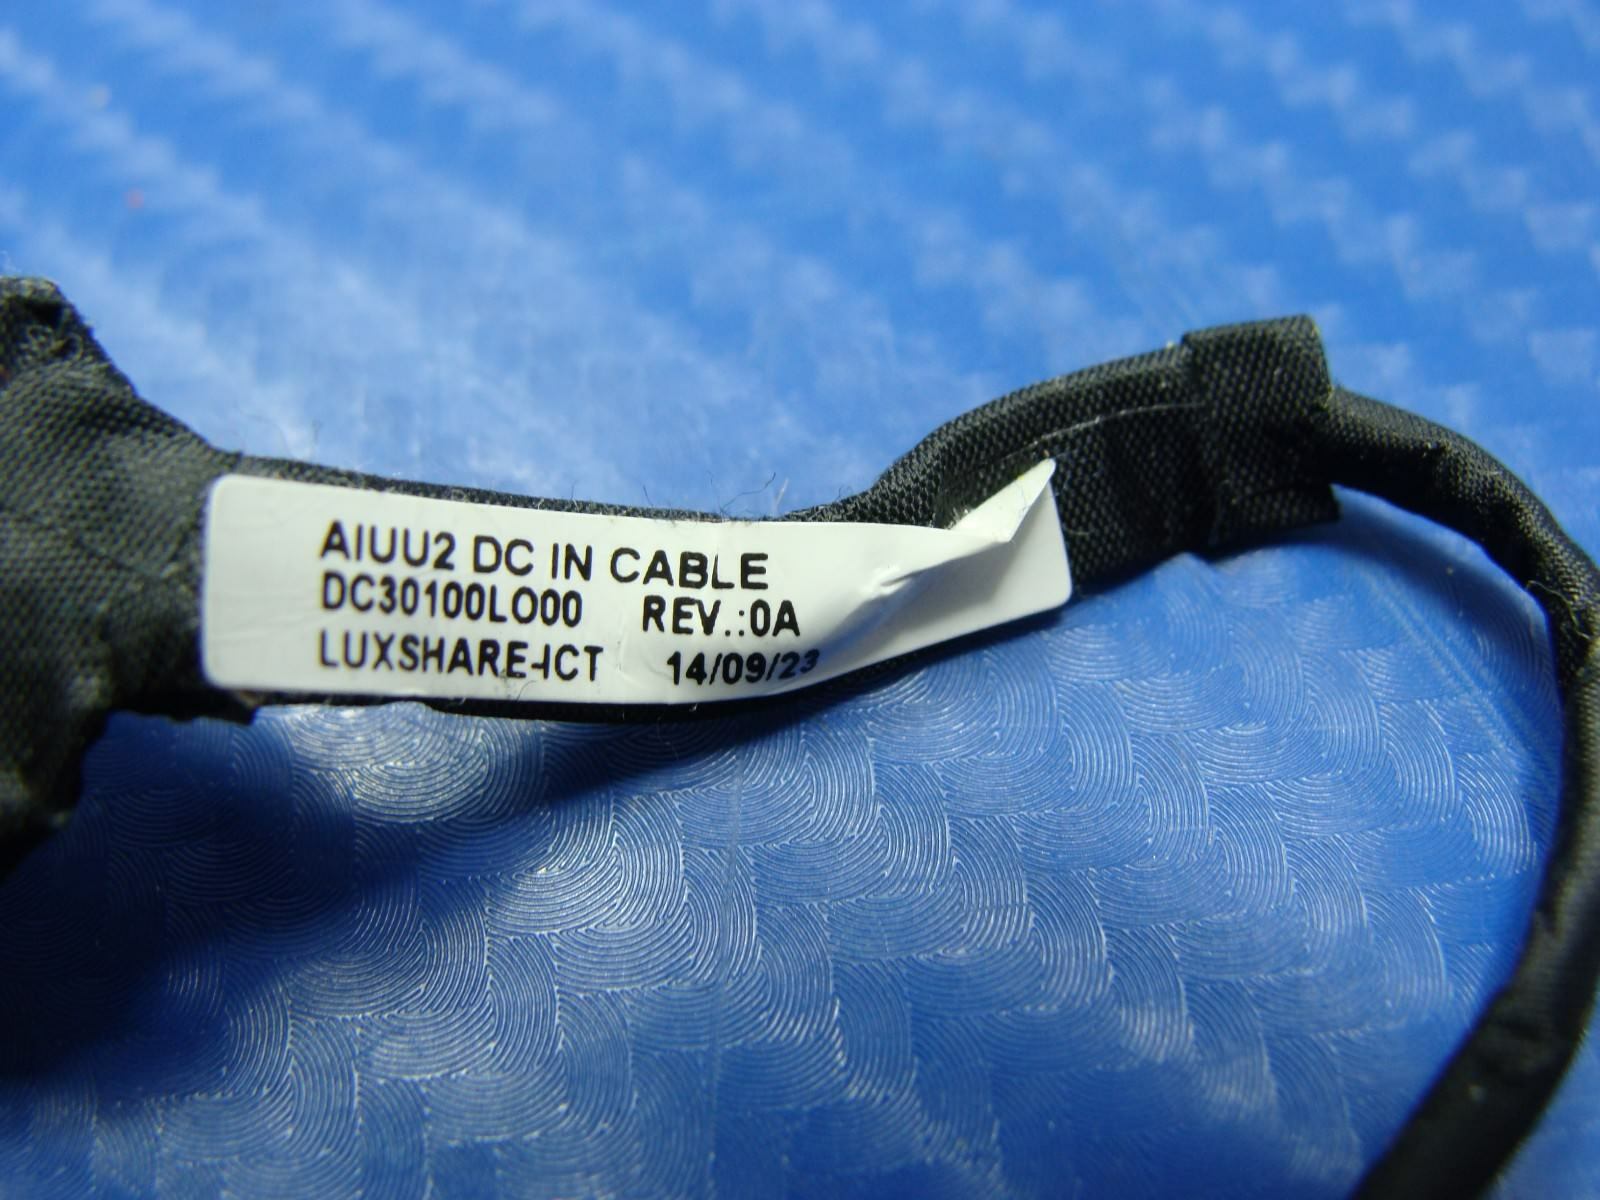 AIUU2 DC IN CABLE
DC30100LO00 REV.:0A
LUXSHARE-ICT 14/09/23